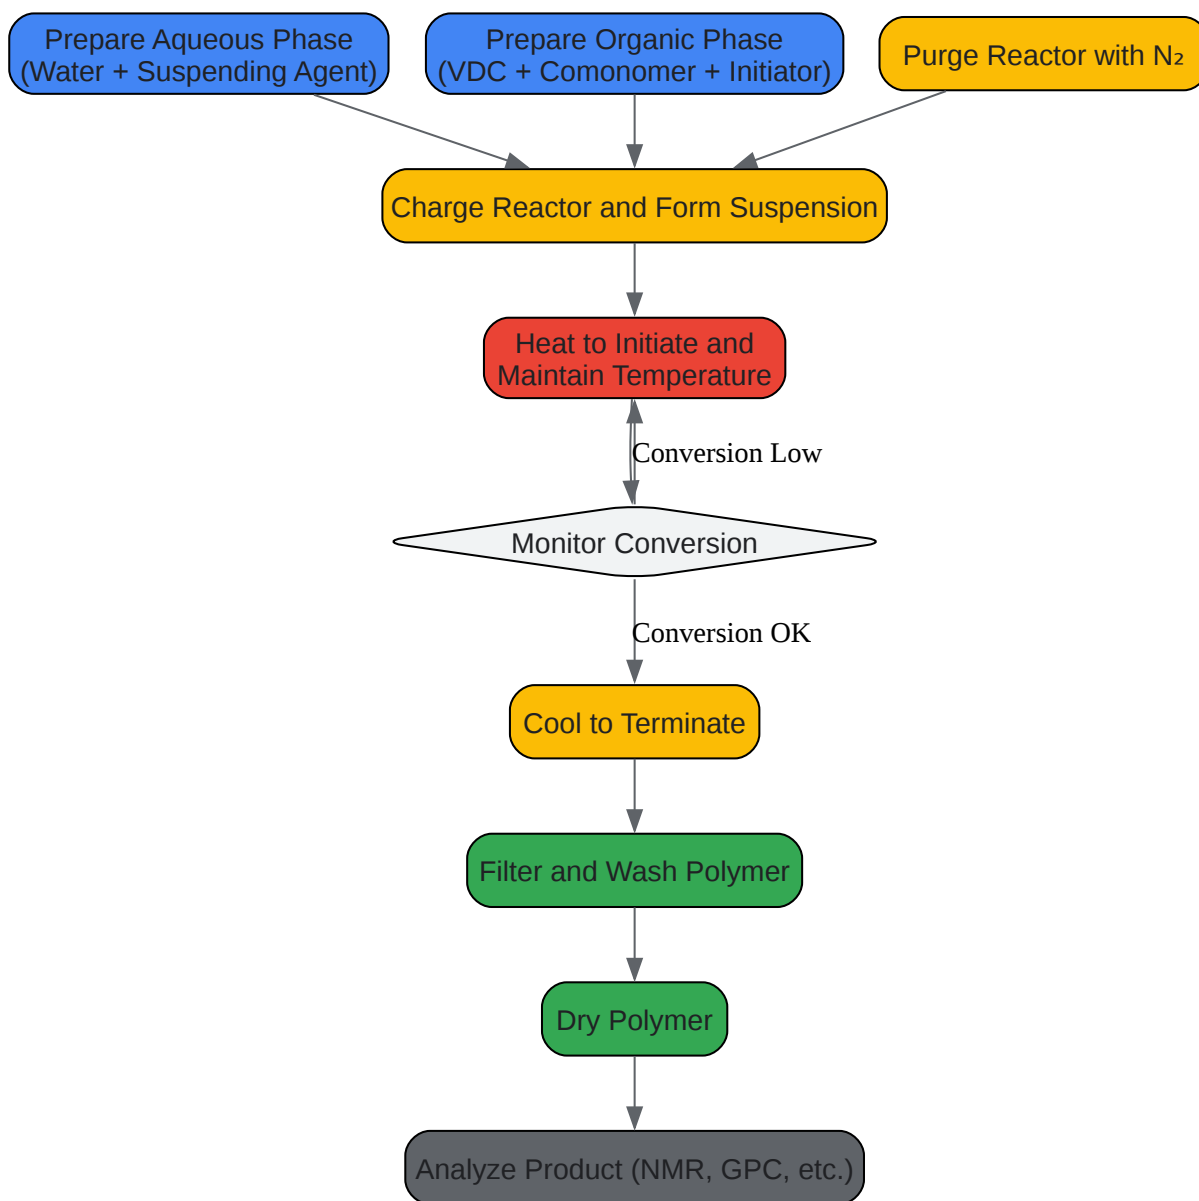 Prepare Aqueous Phase
(Water + Suspending Agent)
Prepare Organic Phase
(VDC + Comonomer + Initiator)
Purge Reactor with N₂
Charge Reactor and Form Suspension
Heat to Initiate and
Maintain Temperature
Conversion Low
Monitor Conversion
Conversion OK
Cool to Terminate
Filter and Wash Polymer
Dry Polymer
Analyze Product (NMR, GPC, etc.)